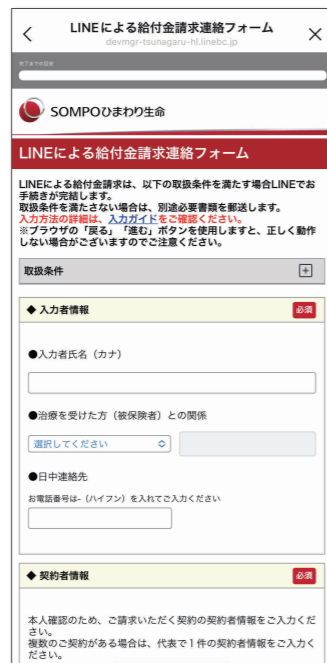 LINEによる給付金請求連絡フォーム
devmgr-tsunagaru-hl.linebc.jp
完了までの目安
SOMPOひまわり生命
LINEによる給付金請求連絡フォーム
LINEによる給付金請求は、以下の取扱条件を満たす場合LINEでお
手続きが完結します。
取扱条件を満たさない場合は、別途必要書類を郵送します。
入力方法の詳細は、入力ガイドをご確認ください。
※ブラウザの「戻る」「進む」ボタンを使用しますと、正しく動作
しない場合がございますのでご注意ください。
取扱条件
◆ 入力者情報 必須
●入力者氏名（カナ）
●治療を受けた方（被保険者）との関係
選択してください
●日中連絡先
お電話番号は-（ハイフン）を入れてご入力ください
◆ 契約者情報 必須
本人確認のため、ご請求いただく契約の契約者情報をご入力くだ
さい。
複数のご契約がある場合は、代表で１件の契約者情報をご入力く
ださい。